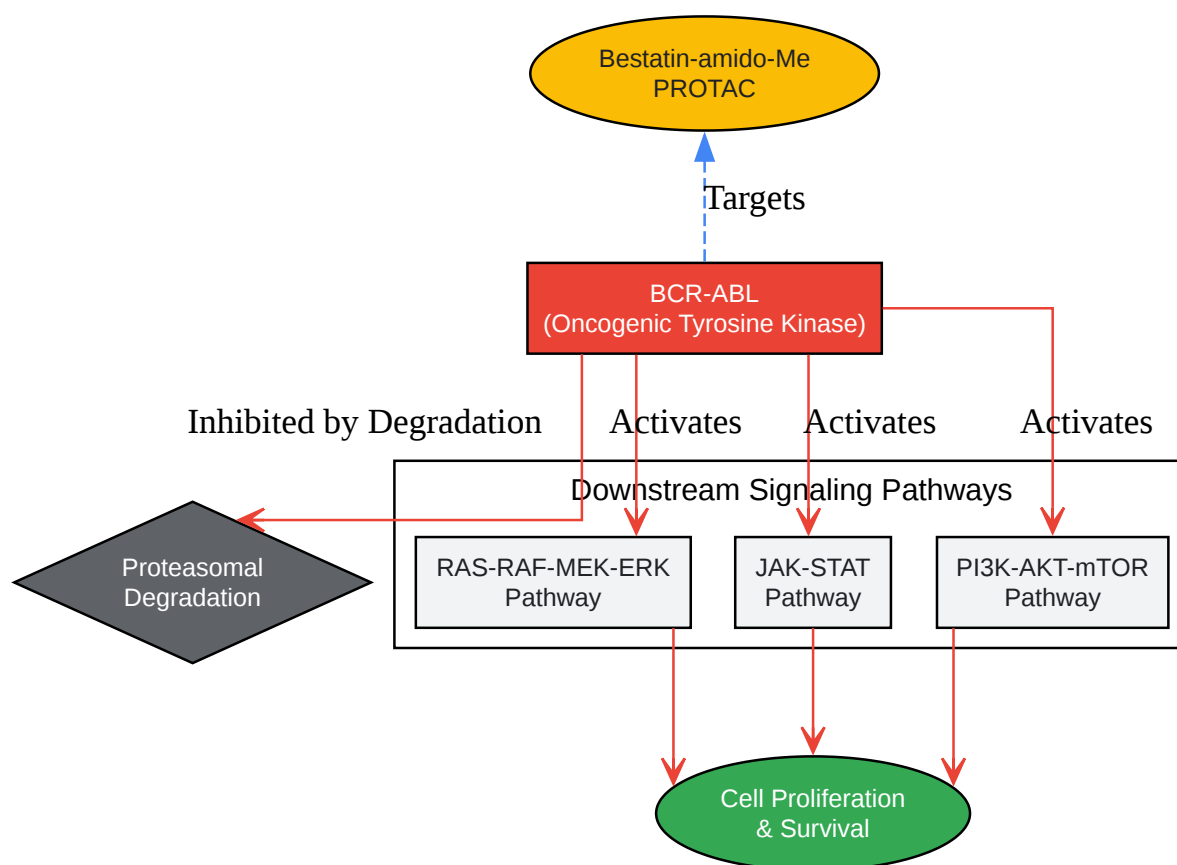 Bestatin-amido-Me
PROTAC
Targets
BCR-ABL
(Oncogenic Tyrosine Kinase)
Inhibited by Degradation
Activates
Activates
Activates
Downstream Signaling Pathways
Proteasomal
Degradation
RAS-RAF-MEK-ERK
Pathway
JAK-STAT
Pathway
PI3K-AKT-mTOR
Pathway
Cell Proliferation
& Survival